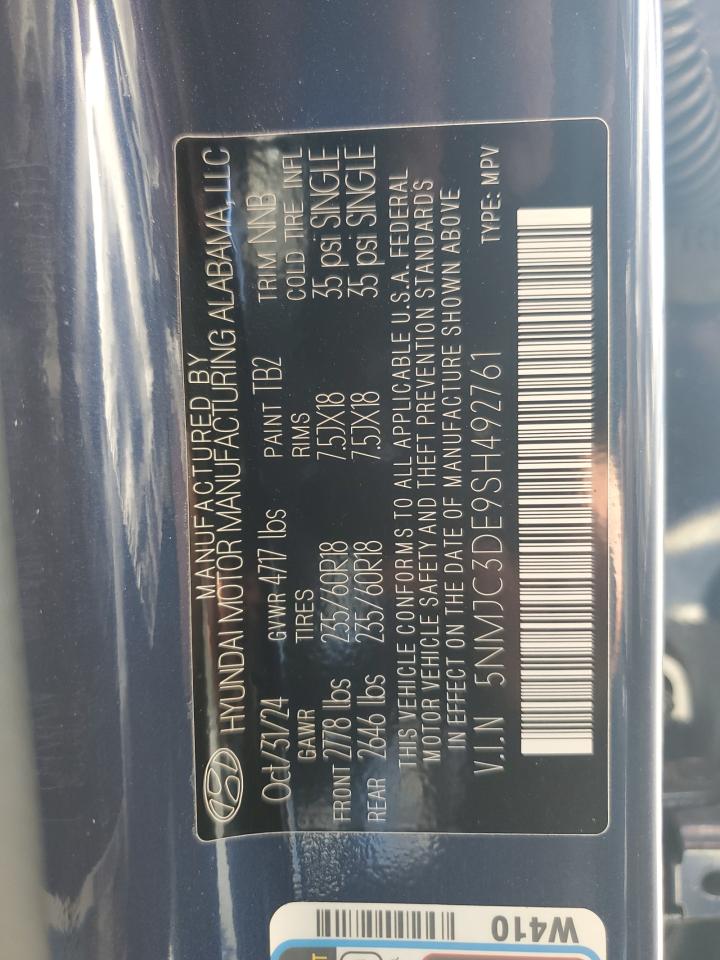 MANUFACTURED BY
HYUNDAI MOTOR MANUFACTURING ALABAMA, LLC
Oct/31/24 GVWR 4717 lbs PAINT TB2 TRIM NNB
GAWR TIRES RIMS COLD TIRE INFL
FRONT 2778 lbs 235/60R18 7.5JX18 35 psi SINGLE
REAR 2646 lbs 235/60R18 7.5JX18 35 psi SINGLE
THIS VEHICLE CONFORMS TO ALL APPLICABLE U.S.A. FEDERAL
MOTOR VEHICLE SAFETY AND THEFT PREVENTION STANDARDS
IN EFFECT ON THE DATE OF MANUFACTURE SHOWN ABOVE
V.I.N 5NMJC3DE9SH492761 TYPE: MPV
W410